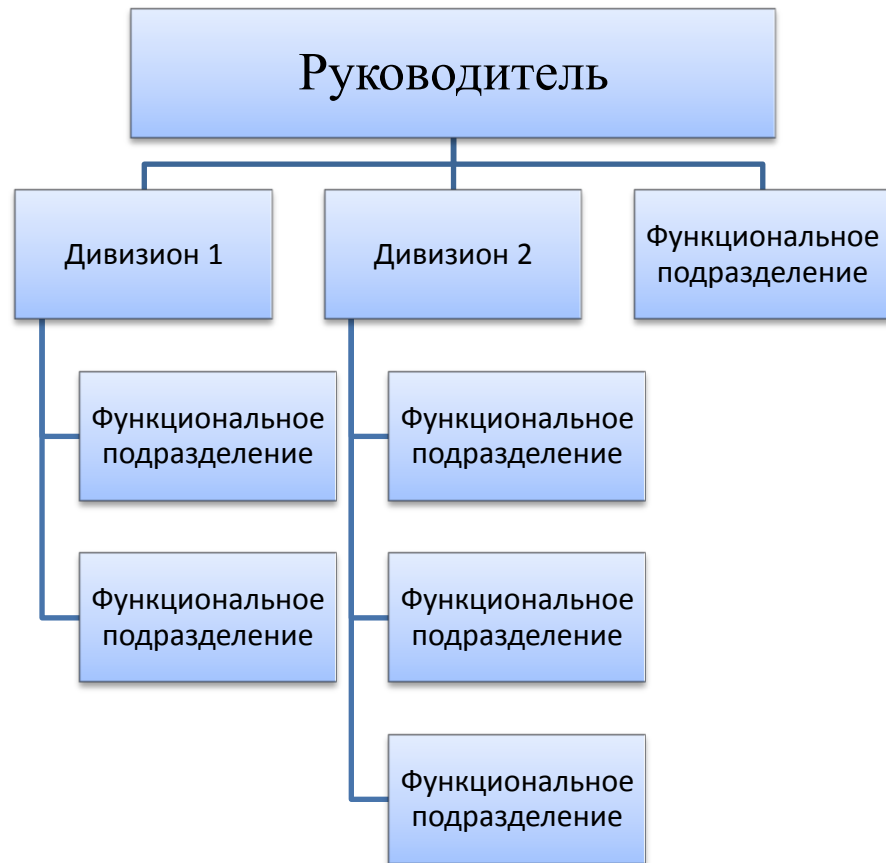 Руководитель
Дивизион 1
Дивизион 2
Функциональное
подразделение
Функциональное
подразделение
Функциональное
подразделение
Функциональное
подразделение
Функциональное
подразделение
Функциональное
подразделение